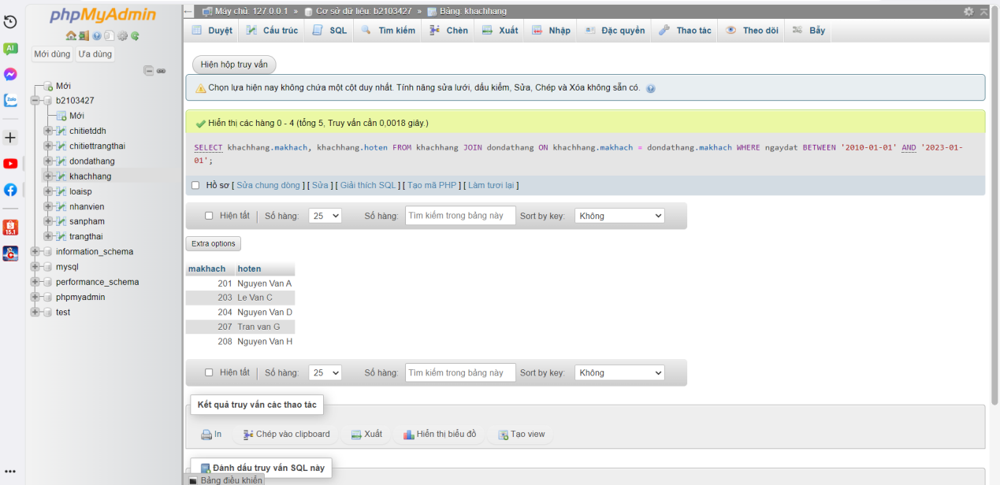 phpMyAdmin
Mới dùng Ưa dùng
Mới
b2103427
Mới
chitietddh
chitiettrangthai
dondathang
khachhang
loaisp
nhanvien
sanpham
trangthai
information_schema
mysql
performance_schema
phpmyadmin
test
AI
Zalo
15.1
Máy chủ: 127.0.0.1 » Cơ sở dữ liệu: b2103427 » Bảng: khachhang
Duyệt Cấu trúc SQL Tìm kiếm Chèn Xuất Nhập Đặc quyền Thao tác Theo dõi Bẫy
Hiện hộp truy vấn
Chọn lựa hiện nay không chứa một cột duy nhất. Tính năng sửa lưới, dấu kiểm, Sửa, Chép và Xóa không sẵn có.
Hiển thị các hàng 0 - 4 (tổng 5, Truy vấn cần 0,0018 giây.)
SELECT khachhang.makhach, khachhang.hoten FROM khachhang JOIN dondathang ON khachhang.makhach = dondathang.makhach WHERE ngaydat BETWEEN '2010-01-01' AND '2023-01-
01';
Hồ sơ [ Sửa chung dòng ] [ Sửa ] [ Giải thích SQL ] [ Tạo mã PHP ] [ Làm tươi lại ]
Hiện tất Số hàng: 25 Số hàng: Tìm kiếm trong bảng này Sort by key: Không
Extra options
makhach hoten
201 Nguyen Van A
203 Le Van C
204 Nguyen Van D
207 Tran van G
208 Nguyen Van H
Hiện tất Số hàng: 25 Số hàng: Tìm kiếm trong bảng này Sort by key: Không
Kết quả truy vấn các thao tác
In Chép vào clipboard Xuất Hiển thị biểu đồ Tạo view
Đánh dấu truy vấn SQL này
Bảng điều khiển